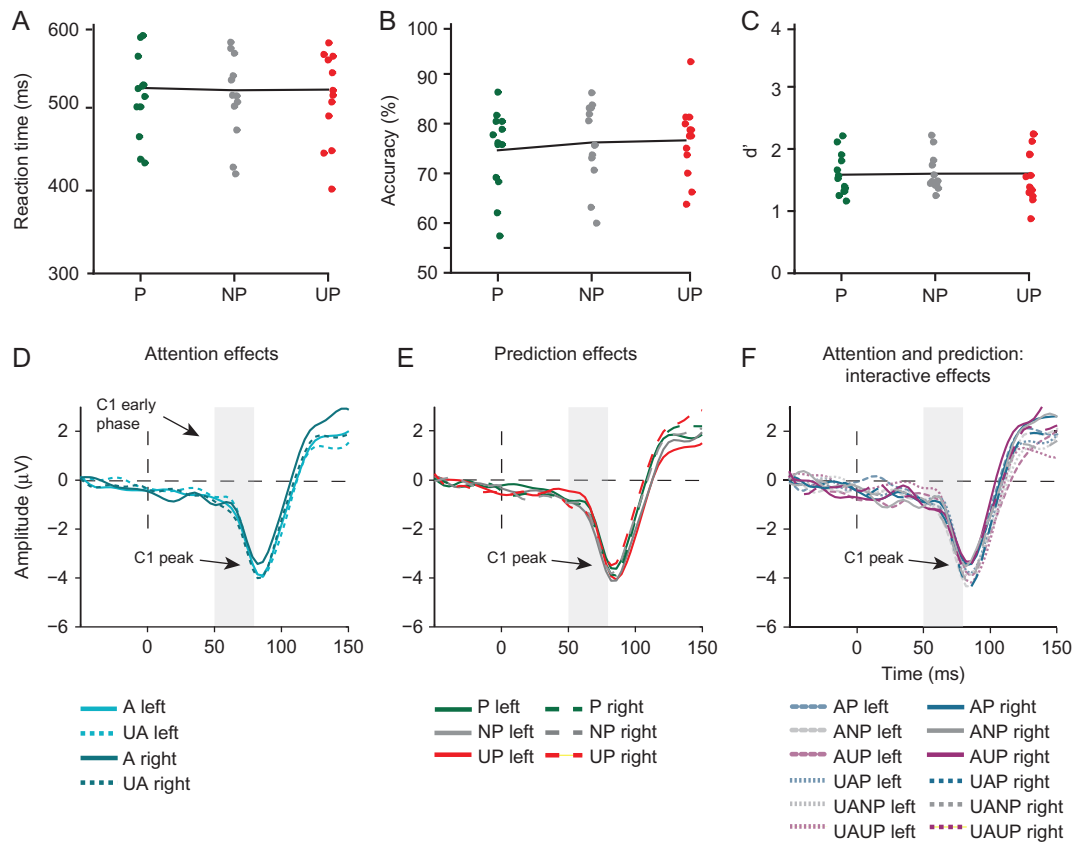 A
600
500
400
300
Reaction time (ms)
P NP UP
B
100
90
80
70
60
50
Accuracy (%)
P NP UP
C
4
3
2
1
0
d'
P NP UP
D
Attention effects
C1 early
phase
C1 peak
2
0
−2
−4
−6
Amplitude (μV)
0 50 100 150
A left
UA left
A right
UA right
E
Prediction effects
C1 peak
2
0
−2
−4
−6
0 50 100 150
P left P right
NP left NP right
UP left UP right
F
Attention and prediction:
interactive effects
C1 peak
2
0
−2
−4
−6
0 50 100 150
Time (ms)
AP left AP right
ANP left ANP right
AUP left AUP right
UAP left UAP right
UANP left UANP right
UAUP left UAUP right